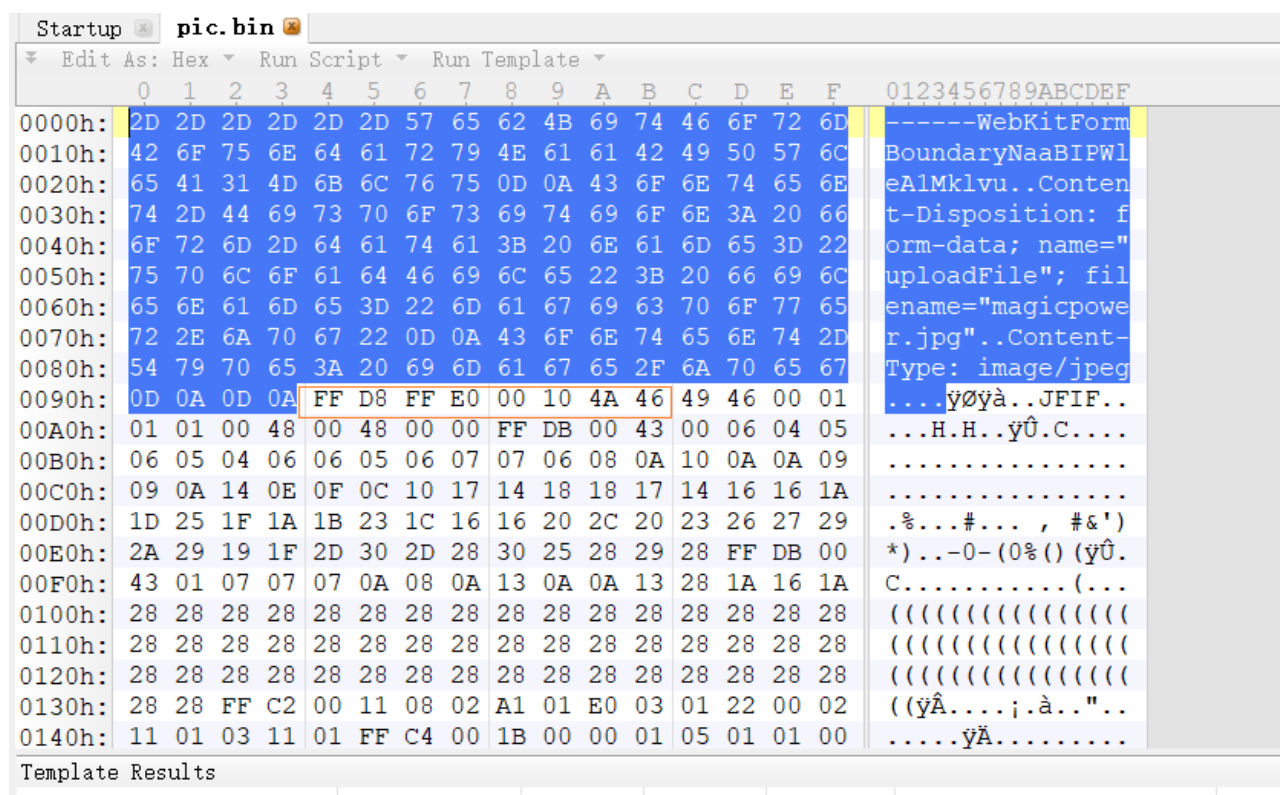 Startup pic.bin
Edit As: Hex Run Script Run Template
0 1 2 3 4 5 6 7 8 9 A B C D E F 0123456789ABCDEF
0000h: 2D 2D 2D 2D 2D 2D 57 65 62 4B 69 74 46 6F 72 6D ------WebKitForm
0010h: 42 6F 75 6E 64 61 72 79 4E 61 61 42 49 50 57 6C BoundaryNaaBIPWl
0020h: 65 41 31 4D 6B 6C 76 75 0D 0A 43 6F 6E 74 65 6E eA1Mklvu..Conten
0030h: 74 2D 44 69 73 70 6F 73 69 74 69 6F 6E 3A 20 66 t-Disposition: f
0040h: 6F 72 6D 2D 64 61 74 61 3B 20 6E 61 6D 65 3D 22 orm-data; name="
0050h: 75 70 6C 6F 61 64 46 69 6C 65 22 3B 20 66 69 6C uploadFile"; fil
0060h: 65 6E 61 6D 65 3D 22 6D 61 67 69 63 70 6F 77 65 ename="magicpowe
0070h: 72 2E 6A 70 67 22 0D 0A 43 6F 6E 74 65 6E 74 2D r.jpg"..Content-
0080h: 54 79 70 65 3A 20 69 6D 61 67 65 2F 6A 70 65 67 Type: image/jpeg
0090h: 0D 0A 0D 0A FF D8 FF E0 00 10 4A 46 49 46 00 01 ....ÿØÿà..JFIF..
00A0h: 01 01 00 48 00 48 00 00 FF DB 00 43 00 06 04 05 ...H.H..ÿÛ.C....
00B0h: 06 05 04 06 06 05 06 07 07 06 08 0A 10 0A 0A 09 ................
00C0h: 09 0A 14 0E 0F 0C 10 17 14 18 18 17 14 16 16 1A ................
00D0h: 1D 25 1F 1A 1B 23 1C 16 16 20 2C 20 23 26 27 29 .%...#... , #&')
00E0h: 2A 29 19 1F 2D 30 2D 28 30 25 28 29 28 FF DB 00 *)..-0-(0%()(ÿÛ.
00F0h: 43 01 07 07 07 0A 08 0A 13 0A 0A 13 28 1A 16 1A C...........(...
0100h: 28 28 28 28 28 28 28 28 28 28 28 28 28 28 28 28 ((((((((((((((((
0110h: 28 28 28 28 28 28 28 28 28 28 28 28 28 28 28 28 ((((((((((((((((
0120h: 28 28 28 28 28 28 28 28 28 28 28 28 28 28 28 28 ((((((((((((((((
0130h: 28 28 FF C2 00 11 08 02 A1 01 E0 03 01 22 00 02 ((ÿÂ....¡.à.."..
0140h: 11 01 03 11 01 FF C4 00 1B 00 00 01 05 01 01 00 .....ÿÄ.........
Template Results